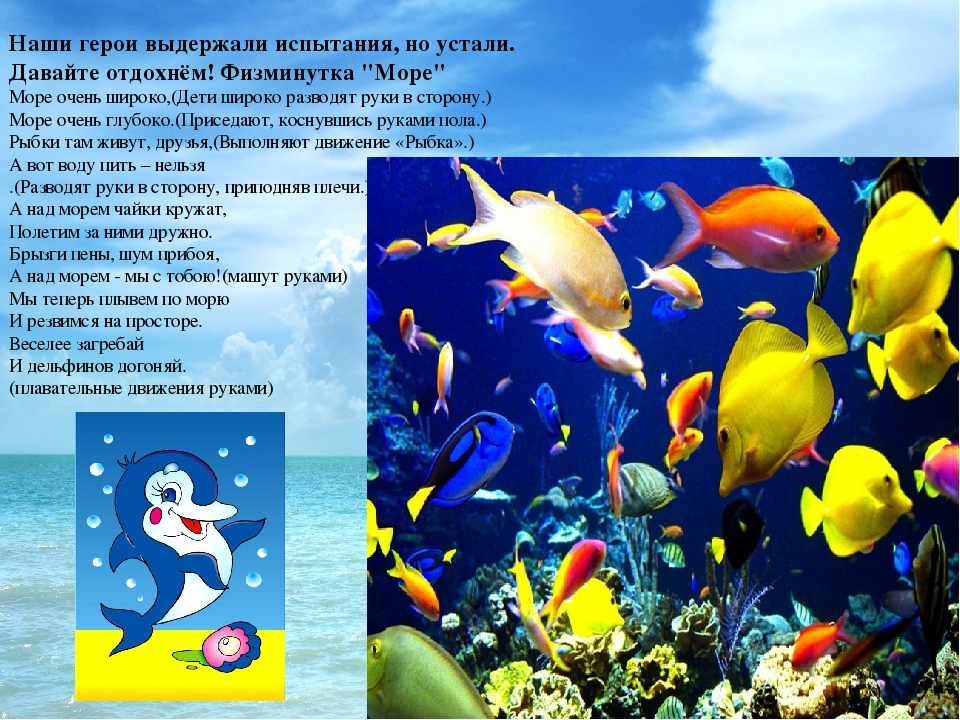 Наши герои выдержали испытания, но устали.
Давайте отдохнём! Физминутка "Море"
Море очень широко,(Дети широко разводят руки в сторону.)
Море очень глубоко.(Приседают, коснувшись руками пола.)
Рыбки там живут, друзья,(Выполняют движение «Рыбка».)
А вот воду пить – нельзя
.(Разводят руки в сторону, приподняв плечи.)
А над морем чайки кружат,
Полетим за ними дружно.
Брызги пены, шум прибоя,
А над морем - мы с тобою!(машут руками)
Мы теперь плывем по морю
И резвимся на просторе.
Веселее загребай
И дельфинов догоняй.
(плавательные движения руками)